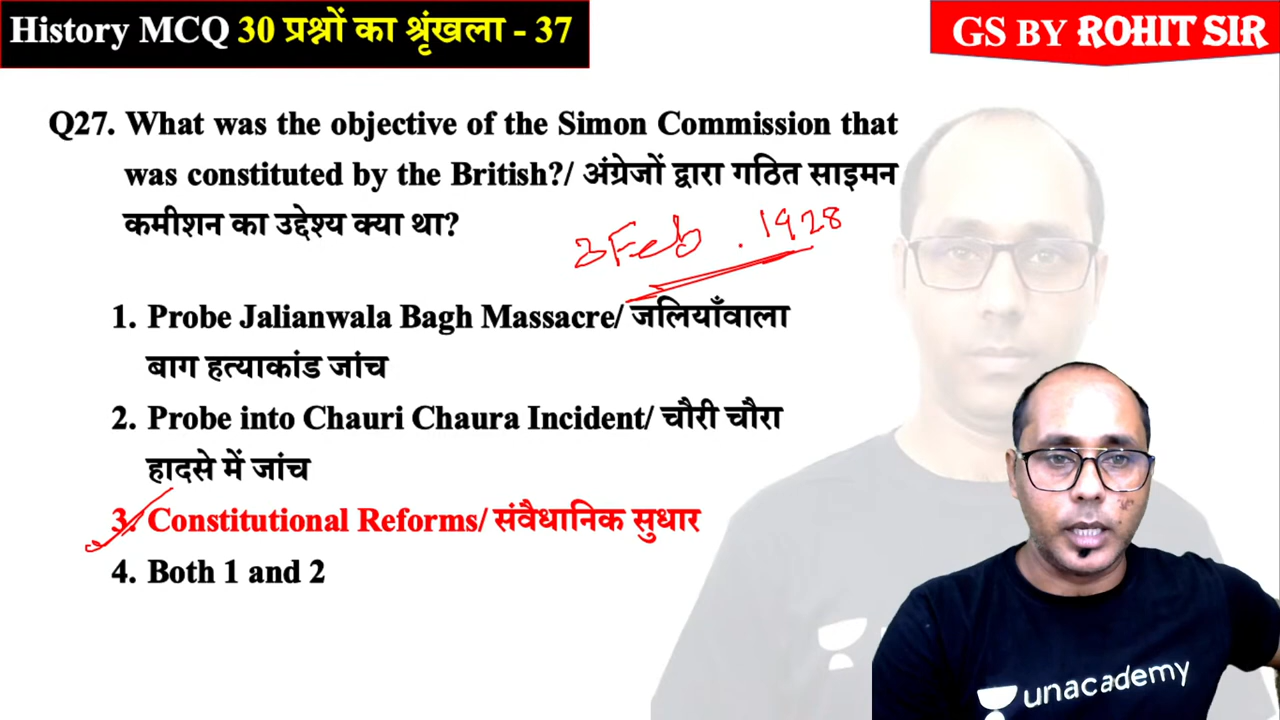 History MCQ 30 प्रश्नों का श्रृंखला - 37
GS BY ROHIT SIR
Q27. What was the objective of the Simon Commission that
was constituted by the British?/ अंग्रेजों द्वारा गठित साइमन
कमीशन का उद्देश्य क्या था?
3 Feb. 1928
1. Probe Jalianwala Bagh Massacre/ जलियाँवाला
बाग हत्याकांड जांच
2. Probe into Chauri Chaura Incident/ चौरी चौरा
हादसे में जांच
3. Constitutional Reforms/ संवैधानिक सुधार
4. Both 1 and 2
unacademy